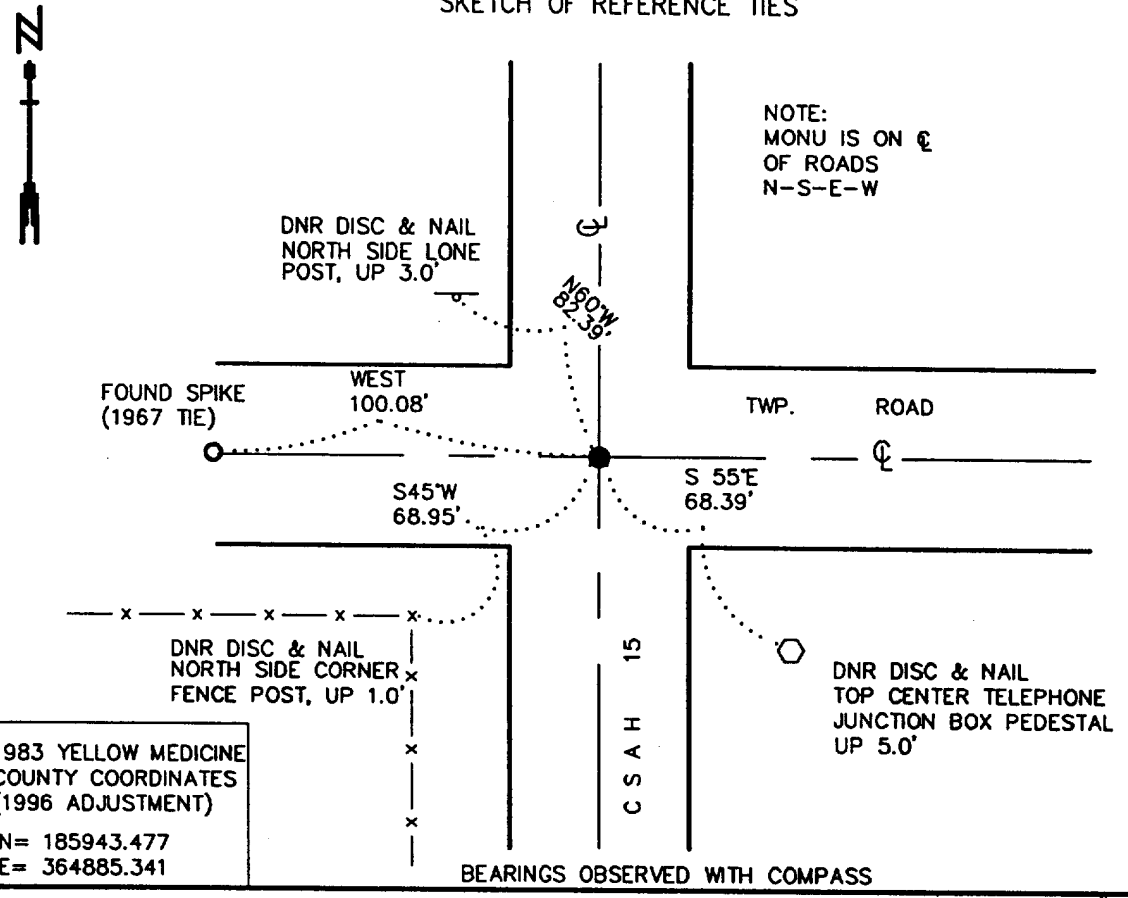 SKETCH OF REFERENCE TIES
N
NOTE:
MONU IS ON ℄
OF ROADS
N-S-E-W
DNR DISC & NAIL
NORTH SIDE LONE
POST, UP 3.0'
℄
N60°W
82.39'
FOUND SPIKE
(1967 TIE)
WEST
100.08'
TWP. ROAD
℄
S45°W
68.95'
S 55°E
68.39'
x x x x x
DNR DISC & NAIL
NORTH SIDE CORNER
FENCE POST, UP 1.0'
x
x
x
CSAH 15
DNR DISC & NAIL
TOP CENTER TELEPHONE
JUNCTION BOX PEDESTAL
UP 5.0'
983 YELLOW MEDICINE
COUNTY COORDINATES
(1996 ADJUSTMENT)
N= 185943.477
E= 364885.341
BEARINGS OBSERVED WITH COMPASS